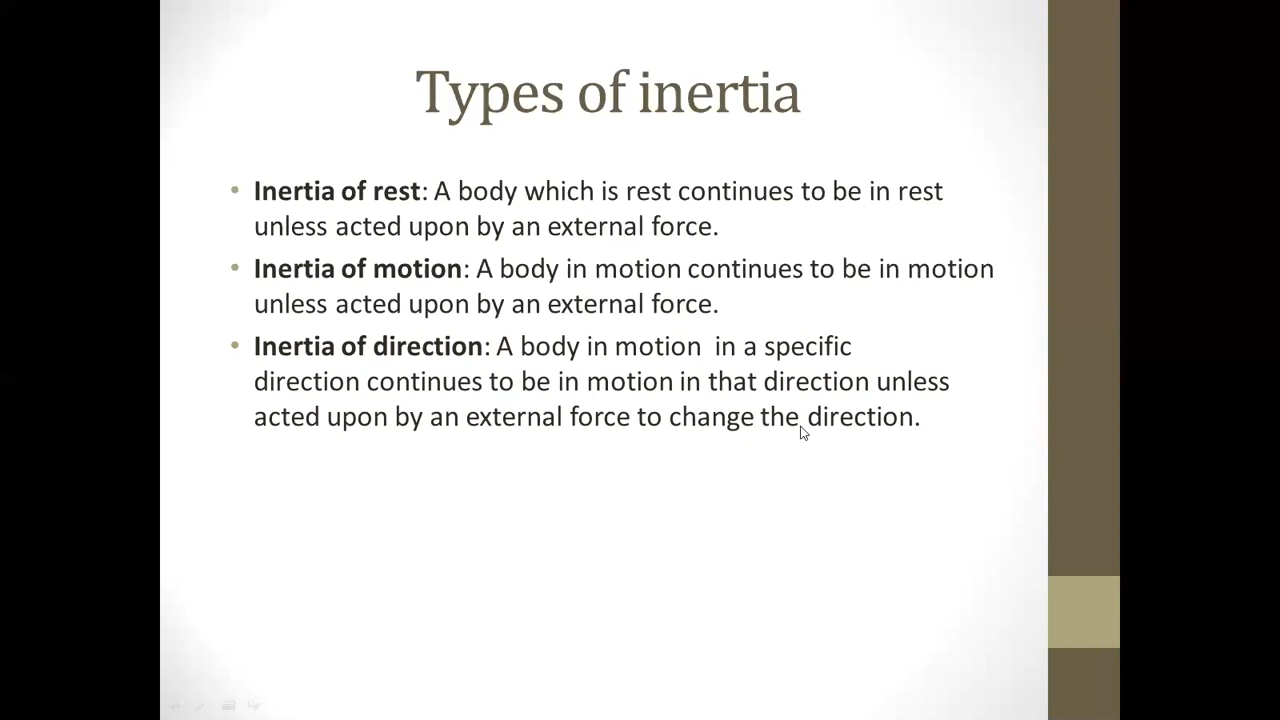 Types of inertia
• Inertia of rest: A body which is rest continues to be in rest
unless acted upon by an external force.
• Inertia of motion: A body in motion continues to be in motion
unless acted upon by an external force.
• Inertia of direction: A body in motion  in a specific
direction continues to be in motion in that direction unless
acted upon by an external force to change the direction.